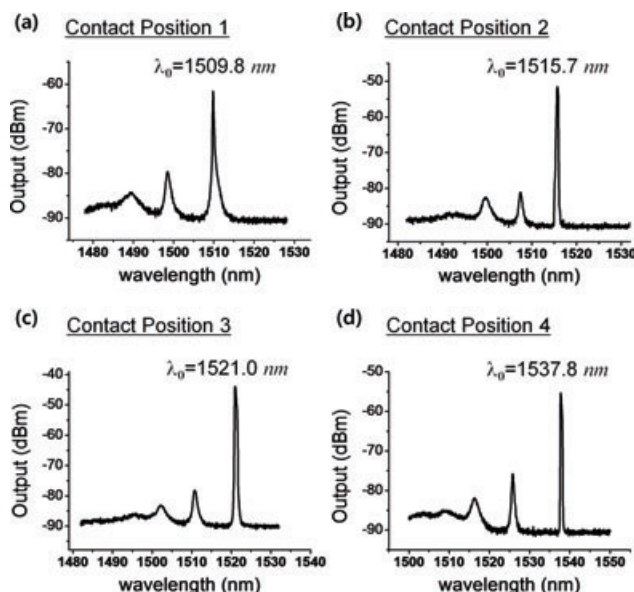 (a) Contact Position 1
λ₀=1509.8 nm
Output (dBm)
-60
-70
-80
-90
1480 1490 1500 1510 1520 1530
wavelength (nm)
(b) Contact Position 2
λ₀=1515.7 nm
Output (dBm)
-50
-60
-70
-80
-90
1480 1490 1500 1510 1520 1530
wavelength (nm)
(c) Contact Position 3
λ₀=1521.0 nm
Output (dBm)
-40
-50
-60
-70
-80
-90
1480 1490 1500 1510 1520 1530 1540
wavelength (nm)
(d) Contact Position 4
λ₀=1537.8 nm
Output (dBm)
-50
-60
-70
-80
-90
1500 1510 1520 1530 1540 1550
wavelength (nm)